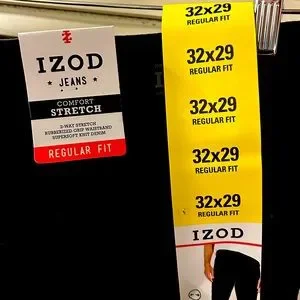 IZOD
JEANS
COMFORT
STRETCH
2-WAY STRETCH
RUBBERIZED GRIP WAISTBAND
SUPERSOFT KNIT DENIM
REGULAR FIT
32x29
REGULAR FIT
32x29
REGULAR FIT
32x29
REGULAR FIT
32x29
REGULAR FIT
32x29
REGULAR FIT
IZOD